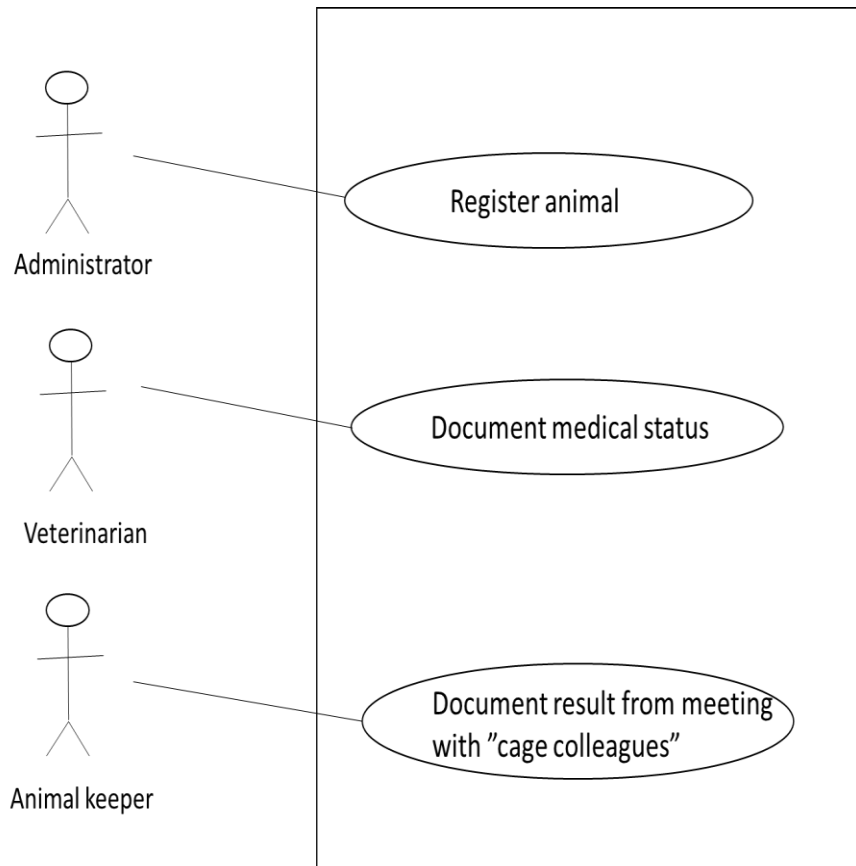 Register animal
Administrator
Document medical status
Veterinarian
Document result from meeting
with ”cage colleagues”
Animal keeper